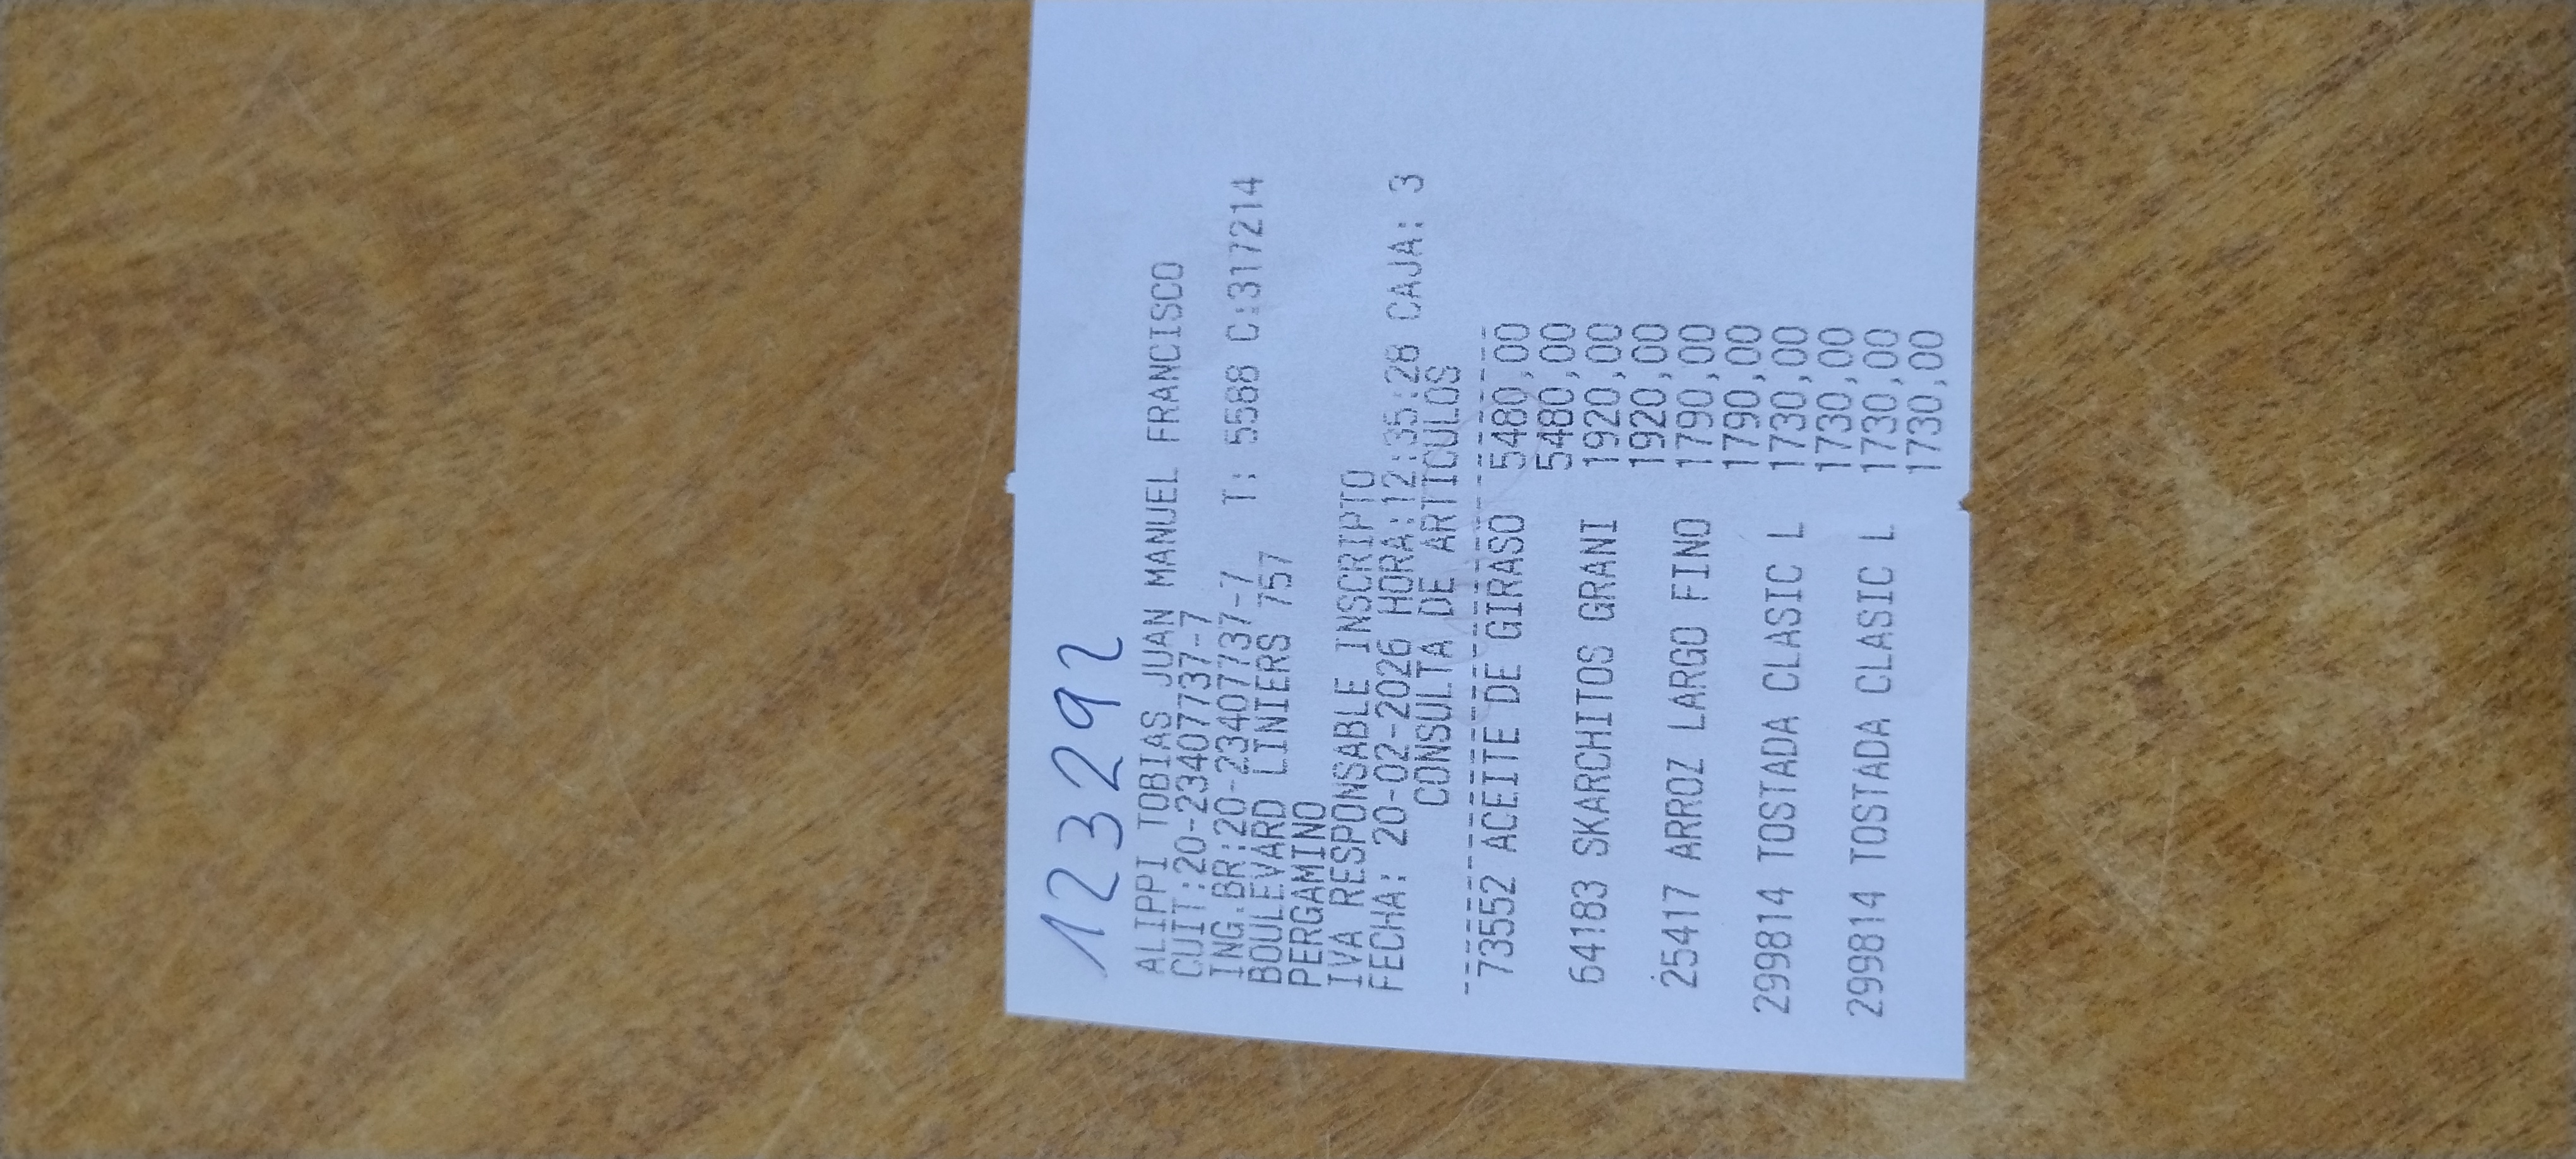 123292
ALIPPI TOBIAS JUAN MANUEL FRANCISCO
CUIT:20-23407737-7
ING.BR:20-23407737-7 T: 5588 C:317214
BOULEVARD LINIERS 757
PERGAMINO
IVA RESPONSABLE INSCRIPTO
FECHA: 20-02-2026 HORA:12:35:28 CAJA: 3
CONSULTA DE ARTICULOS
73552 ACEITE DE GIRASO 5480,00
5480,00
64183 SKARCHITOS GRANI 1920,00
1920,00
25417 ARROZ LARGO FINO 1790,00
1790,00
299814 TOSTADA CLASIC L 1730,00
1730,00
299814 TOSTADA CLASIC L 1730,00
1730,00